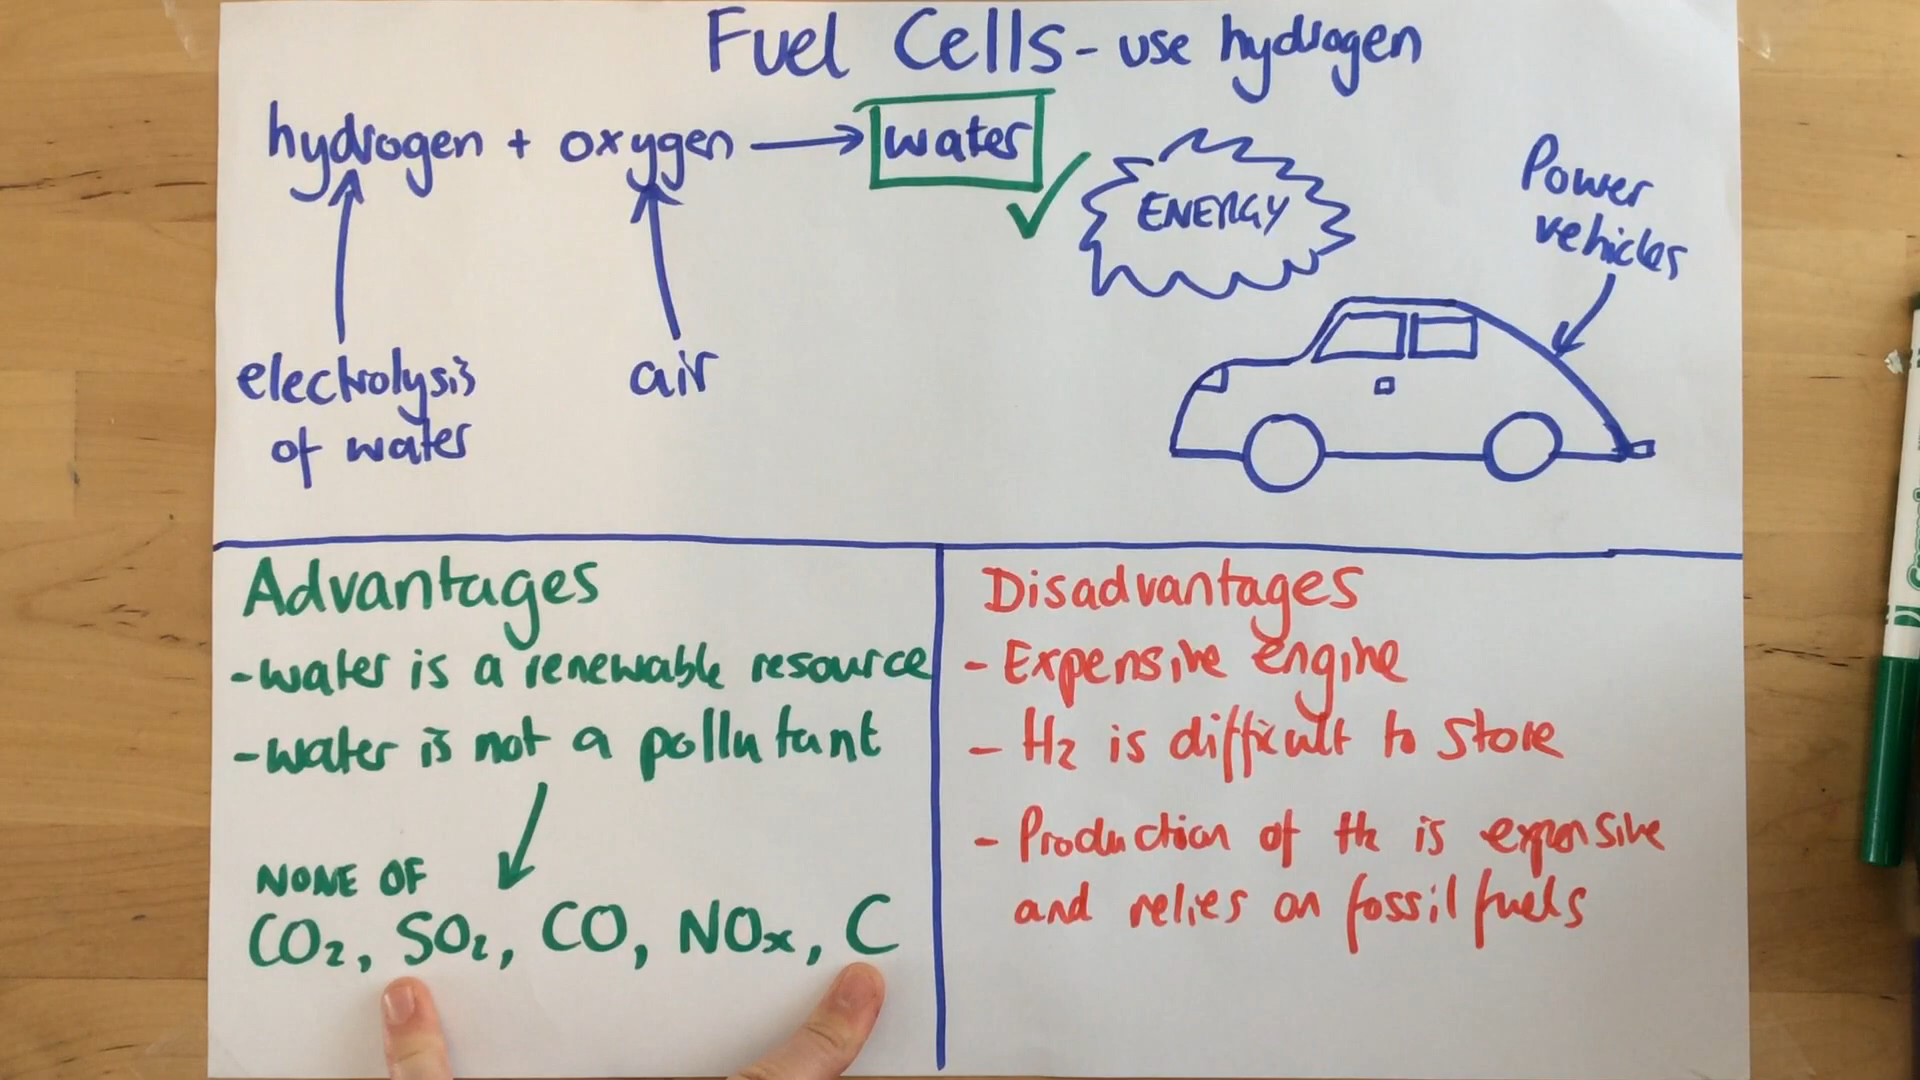 Fuel Cells - use hydrogen
hydrogen + oxygen → water
ENERGY
Power
vehicles
electrolysis
of water
air
Advantages
- water is a renewable resource
- water is not a pollutant
NONE OF
CO₂, SO₂, CO, NOx, C
Disadvantages
- Expensive engine
- H₂ is difficult to store
- Production of H₂ is expensive
and relies on fossil fuels